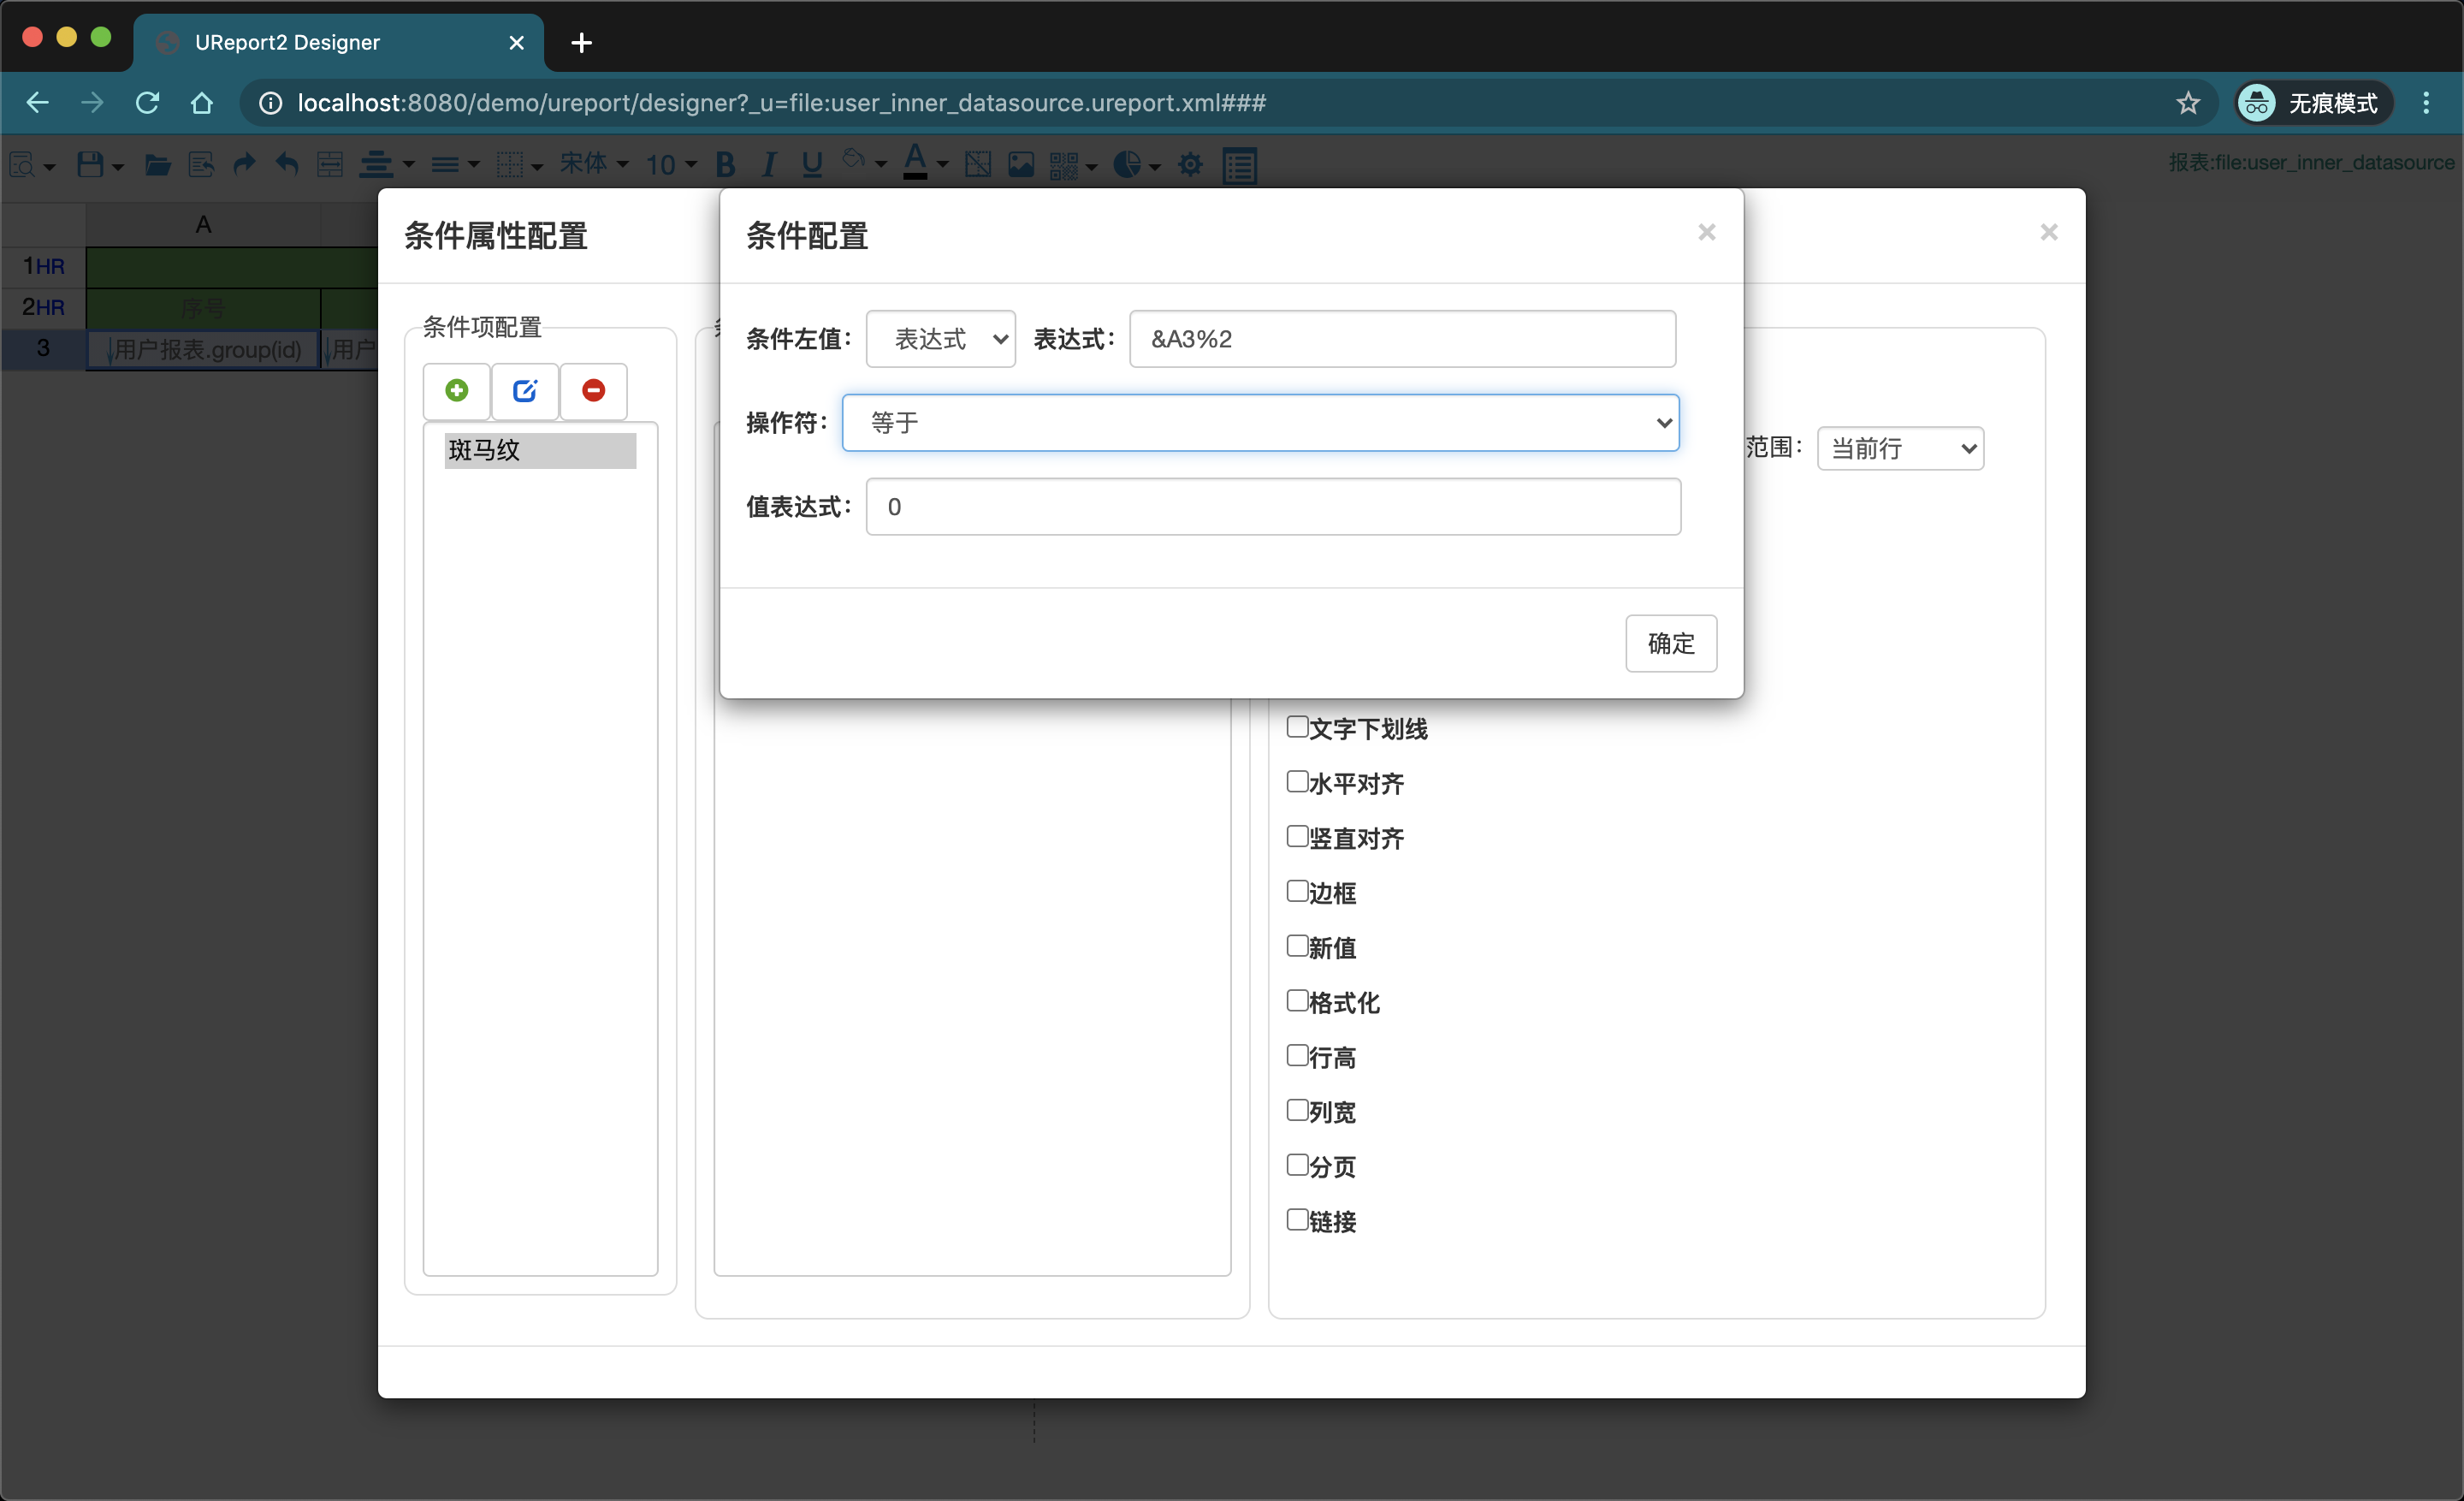 UReport2 Designer
localhost:8080/demo/ureport/designer?_u=file:user_inner_datasource.ureport.xml###
无痕模式
宋体 10 B I U A
报表:file:user_inner_datasource
A
1HR
2HR 序号
3 用户报表.group(id) 用户
条件属性配置
条件项配置
斑马纹
条件配置
条件左值： 表达式 表达式： &A3%2
操作符： 等于
值表达式： 0
确定
范围： 当前行
文字下划线
水平对齐
竖直对齐
边框
新值
格式化
行高
列宽
分页
链接